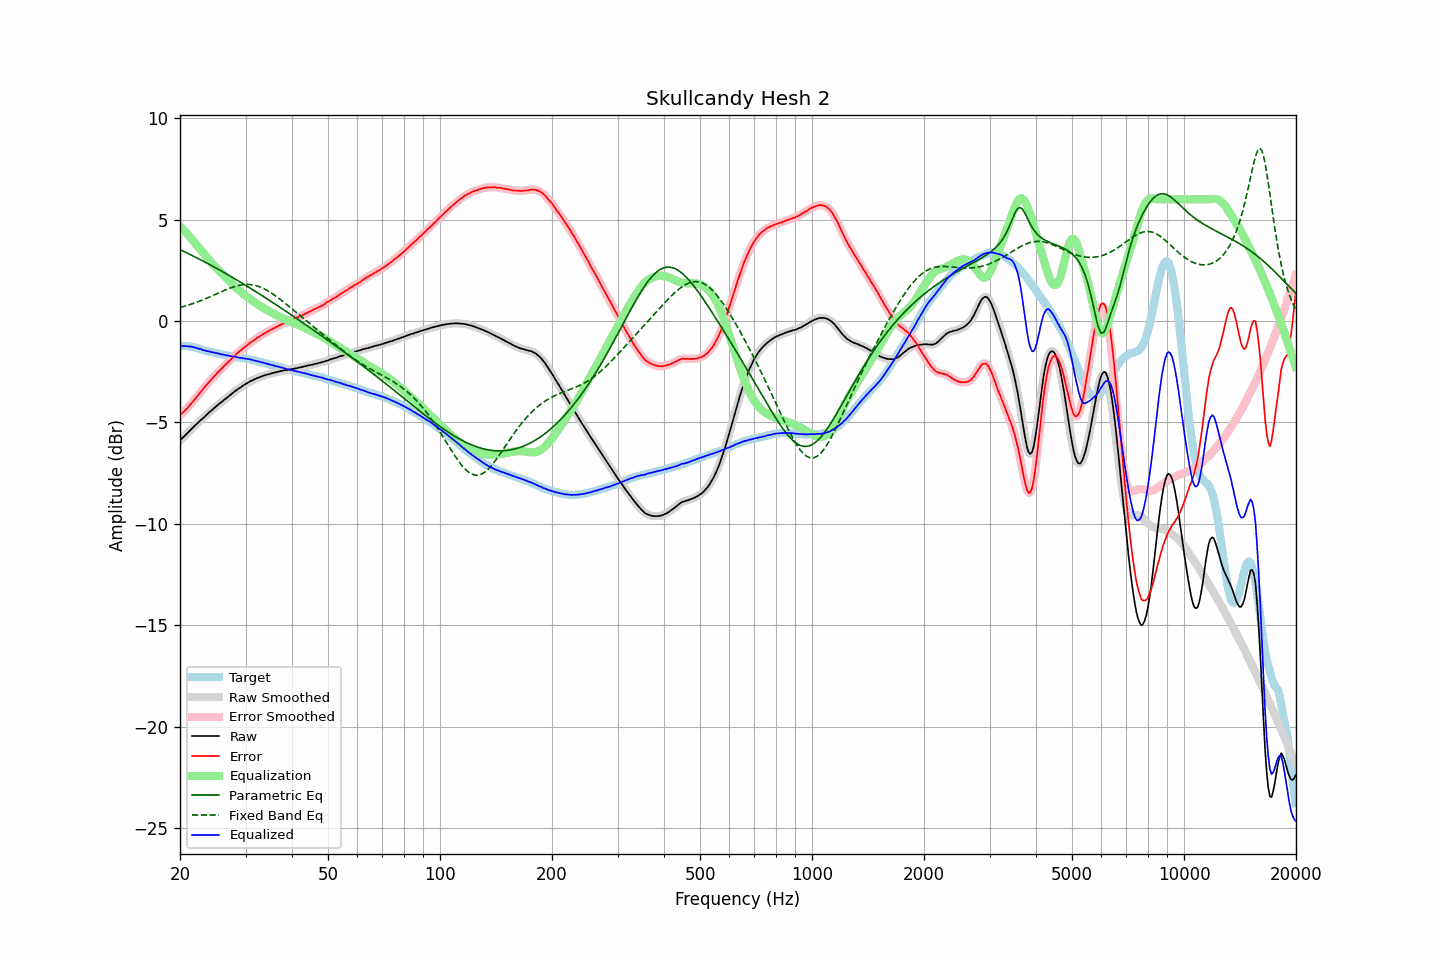 Skullcandy Hesh 2
Amplitude (dBr)
10
5
0
−5
−10
−15
−20
−25
Target
Raw Smoothed
Error Smoothed
Raw
Error
Equalization
Parametric Eq
Fixed Band Eq
Equalized
20 50 100 200 500 1000 2000 5000 10000 20000
Frequency (Hz)